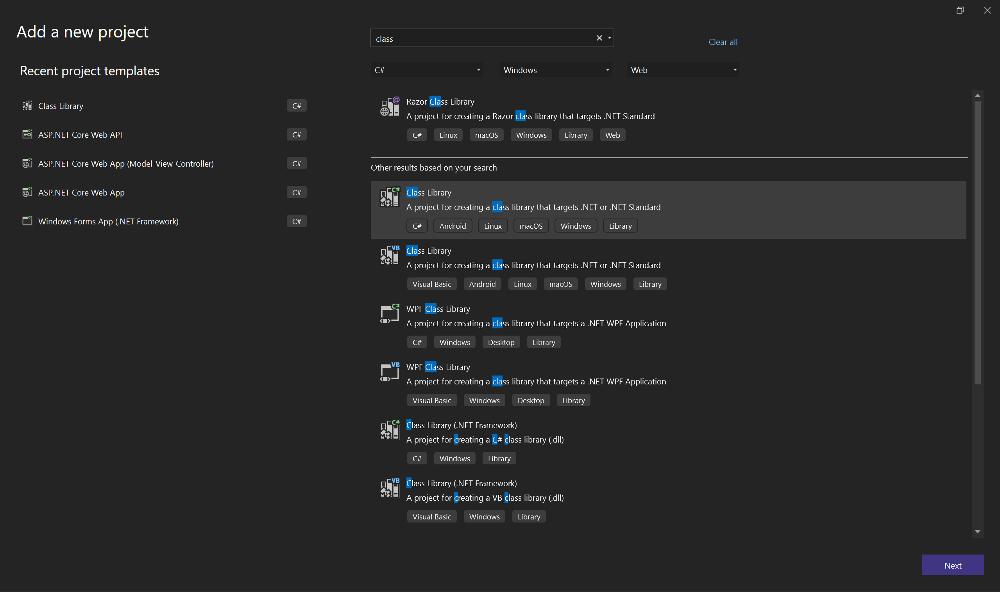 Add a new project
Recent project templates
Class Library C#
ASP.NET Core Web API C#
ASP.NET Core Web App (Model-View-Controller) C#
ASP.NET Core Web App C#
Windows Forms App (.NET Framework) C#
class
Clear all
C# Windows Web
@
Razor Class Library
A project for creating a Razor class library that targets .NET Standard
C# Linux macOS Windows Library Web
Other results based on your search
C#
Class Library
A project for creating a class library that targets .NET or .NET Standard
C# Android Linux macOS Windows Library
VB
Class Library
A project for creating a class library that targets .NET or .NET Standard
Visual Basic Android Linux macOS Windows Library
C#
WPF Class Library
A project for creating a class library that targets a .NET WPF Application
C# Windows Desktop Library
VB
WPF Class Library
A project for creating a class library that targets a .NET WPF Application
Visual Basic Windows Desktop Library
C#
Class Library (.NET Framework)
A project for creating a C# class library (.dll)
C# Windows Library
VB
Class Library (.NET Framework)
A project for creating a VB class library (.dll)
Visual Basic Windows Library
Next